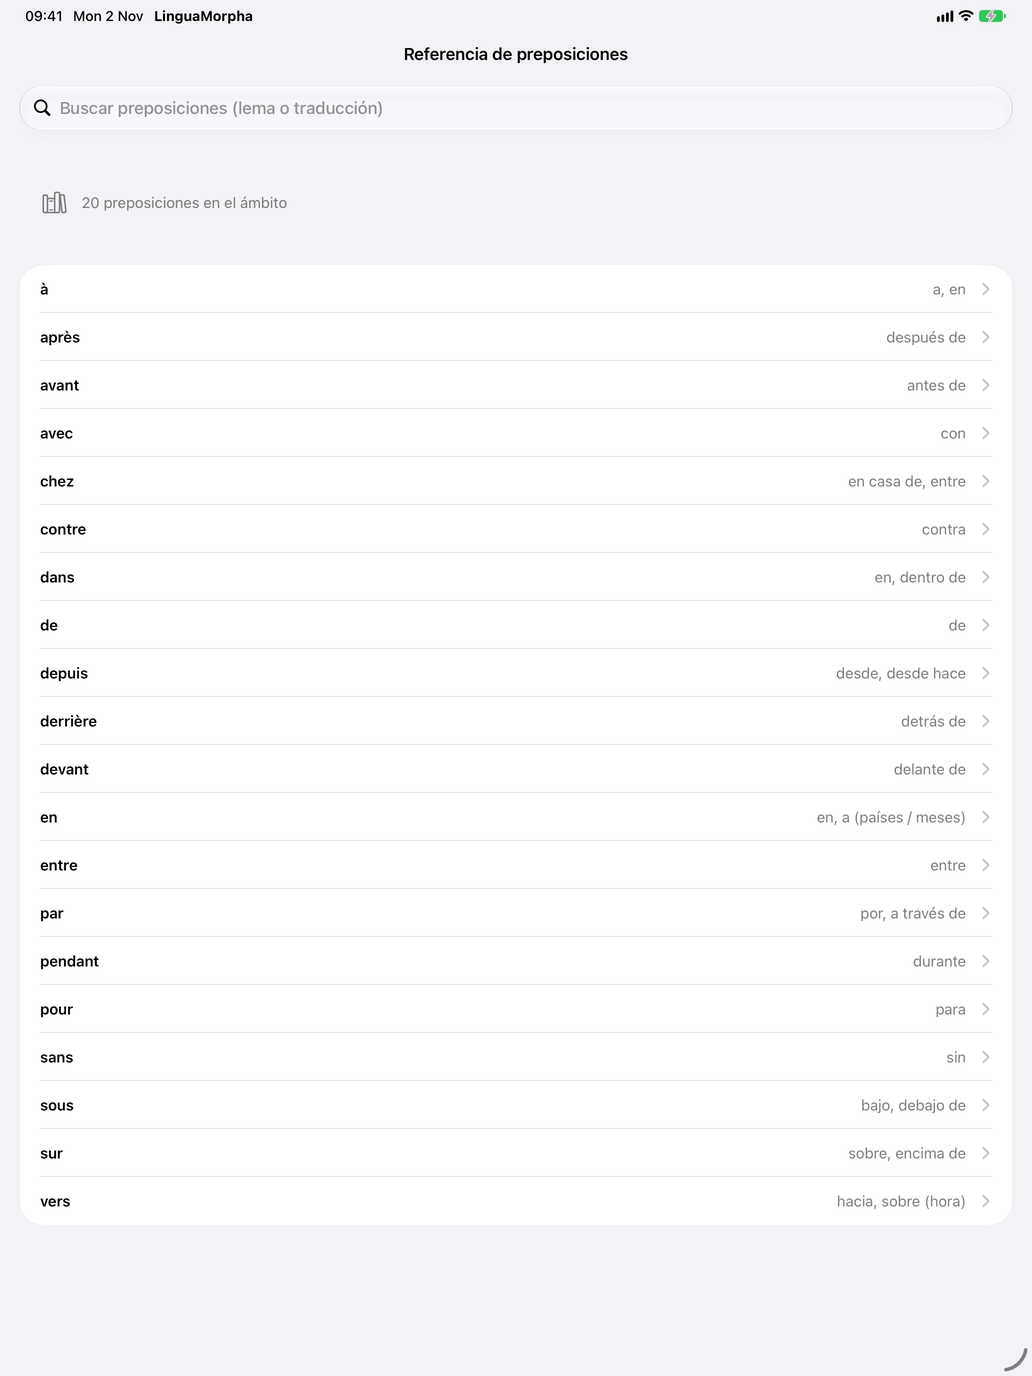 09:41 Mon 2 Nov LinguaMorpha
Referencia de preposiciones
Buscar preposiciones (lema o traducción)
20 preposiciones en el ámbito
à a, en
après después de
avant antes de
avec con
chez en casa de, entre
contre contra
dans en, dentro de
de de
depuis desde, desde hace
derrière detrás de
devant delante de
en en, a (países / meses)
entre entre
par por, a través de
pendant durante
pour para
sans sin
sous bajo, debajo de
sur sobre, encima de
vers hacia, sobre (hora)